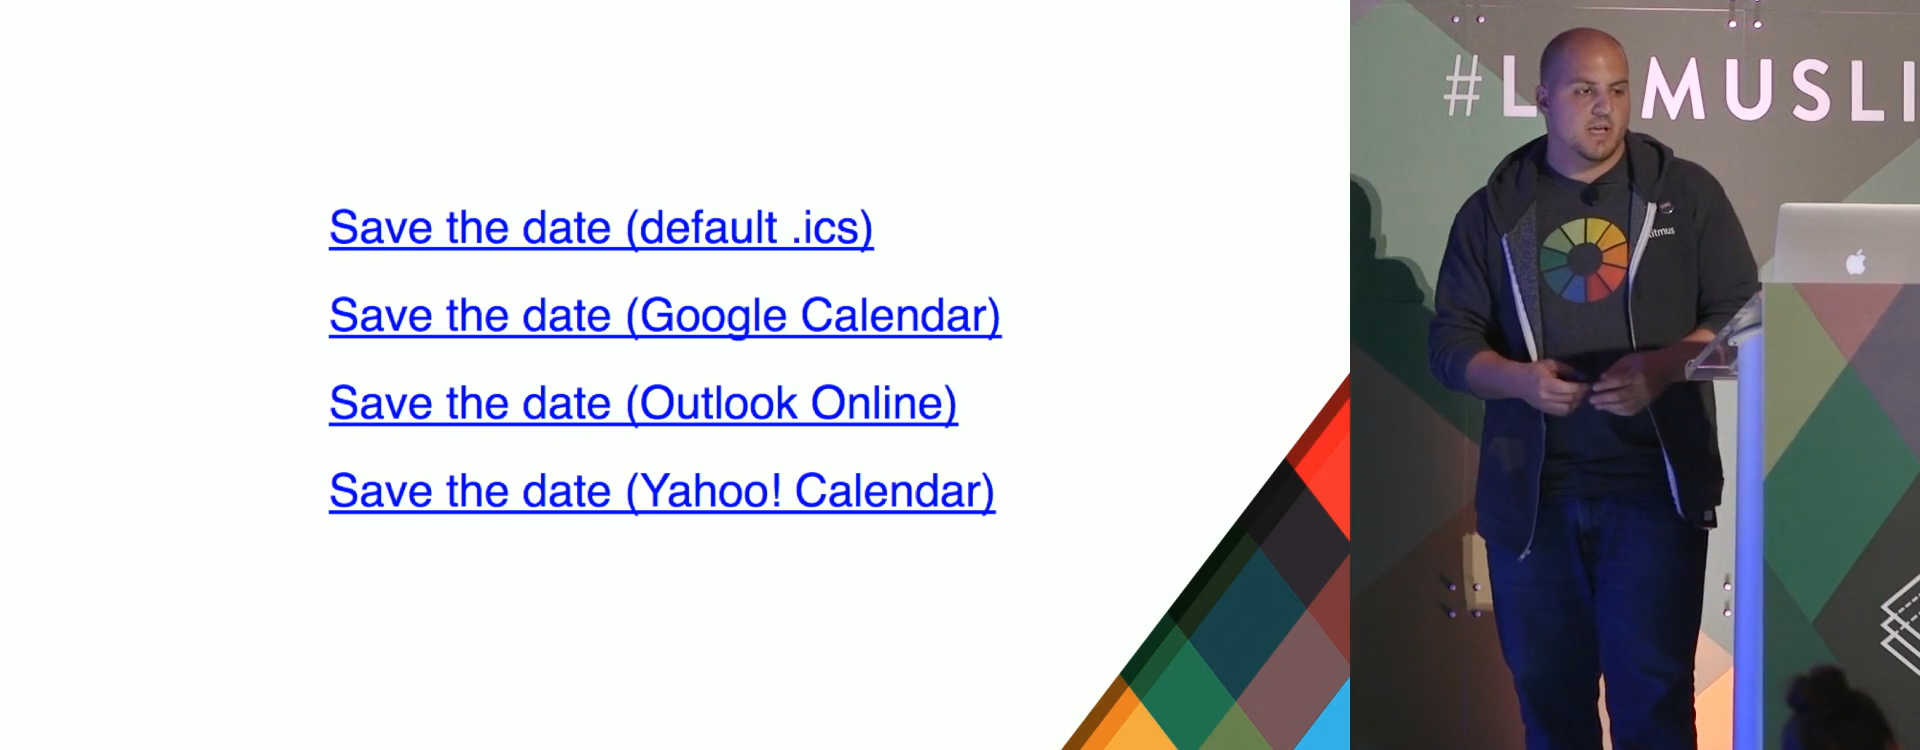 Save the date (default .ics)
Save the date (Google Calendar)
Save the date (Outlook Online)
Save the date (Yahoo! Calendar)
#L MUSLI
litmus